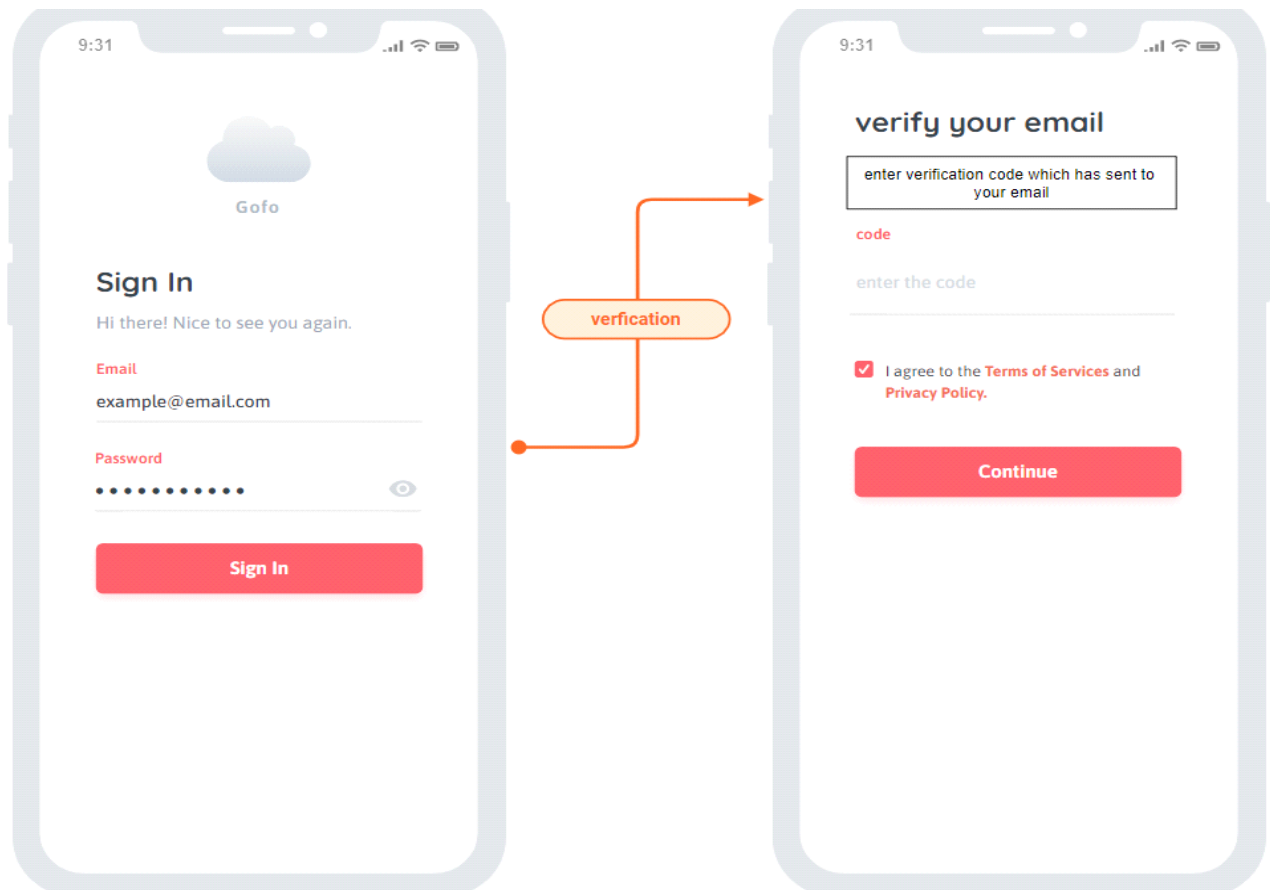 9:31
Gofo
Sign In
Hi there! Nice to see you again.
Email
example@email.com
Password
•••••••••••
Sign In
verfication
9:31
verify your email
enter verification code which has sent to
your email
code
enter the code
I agree to the Terms of Services and
Privacy Policy.
Continue